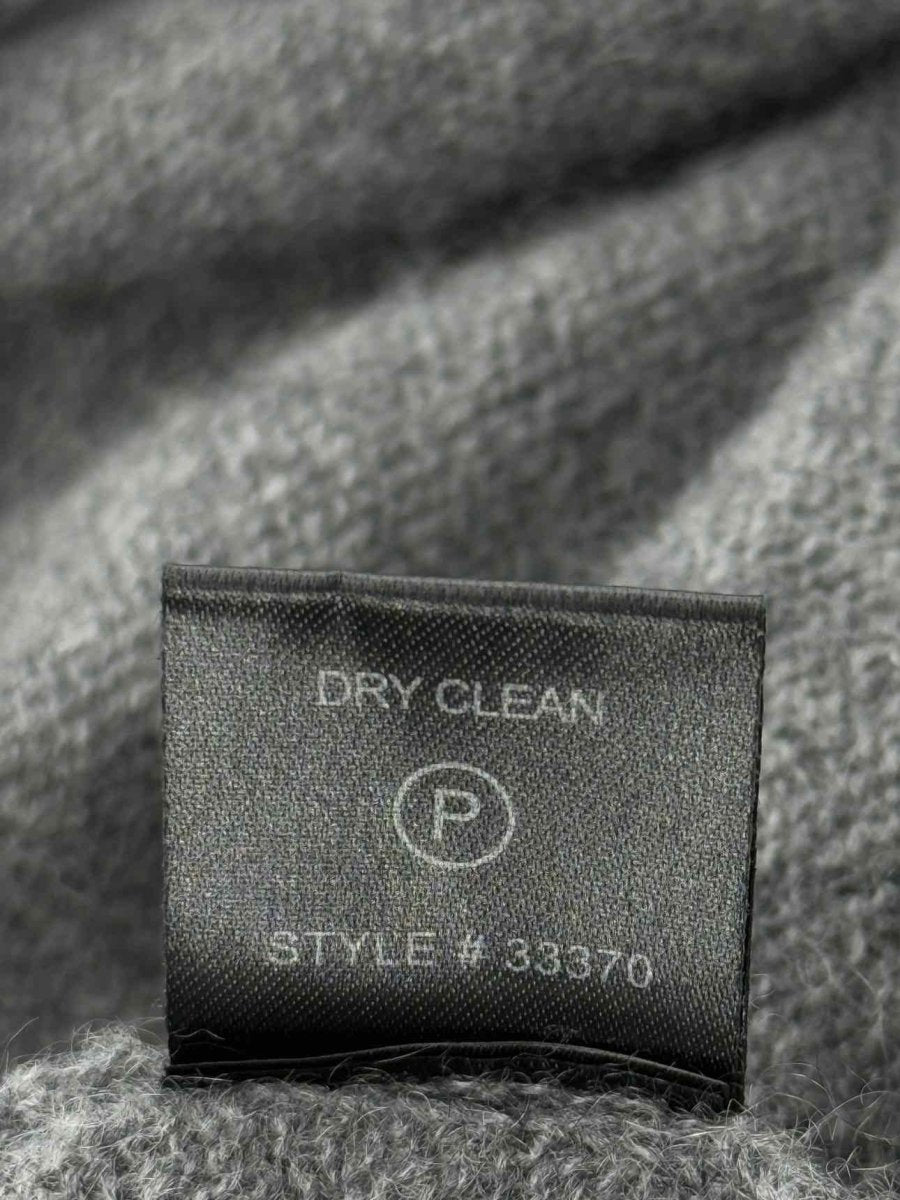 DRY CLEAN
P
STYLE # 33370